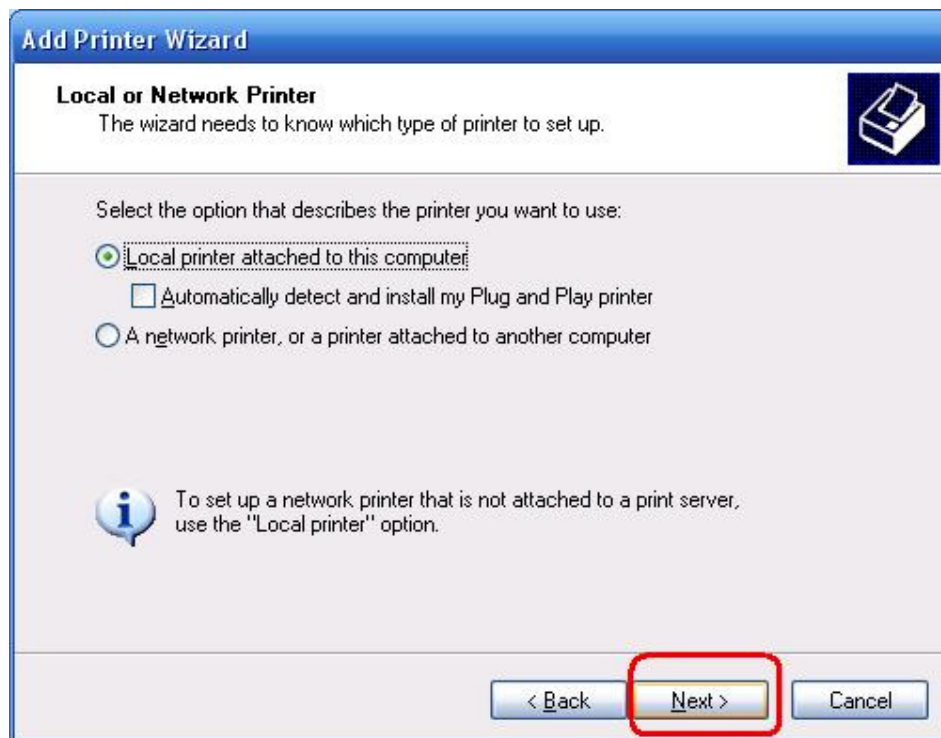 Add Printer Wizard
Local or Network Printer
The wizard needs to know which type of printer to set up.
Select the option that describes the printer you want to use:
Local printer attached to this computer
Automatically detect and install my Plug and Play printer
A network printer, or a printer attached to another computer
To set up a network printer that is not attached to a print server,
use the "Local printer" option.
< Back Next > Cancel